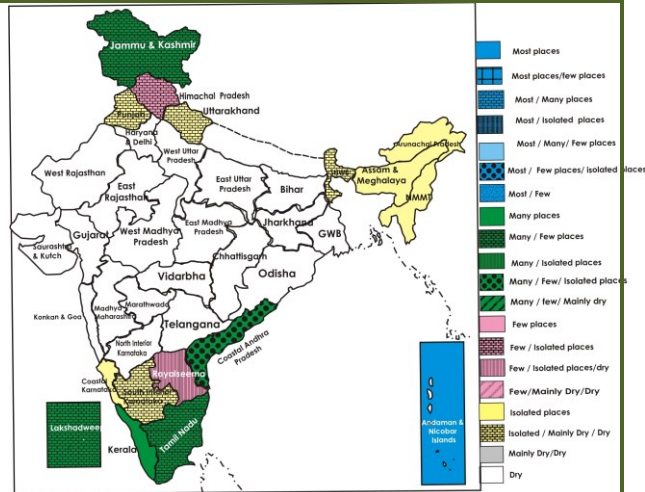 Jammu & Kashmir
Himachal Pradesh
Punjab
Uttarakhand
Haryana
& Delhi
West Uttar
Pradesh
West Rajasthan
East
Rajasthan
East Uttar
Pradesh
Bihar
Assam &
Meghalaya
Arunachal Pradesh
NMMT
Saurashtra
& Kutch
Gujarat
West Madhya
Pradesh
East Madhya
Pradesh
Jharkhand
GWB
Chhattisgarh
Odisha
Vidarbha
Konkan & Goa
Madhya
Maharashtra
Marathwada
Telangana
North Interior
Karnataka
Coastal Andhra
Pradesh
Rayalseema
Coastal
Karnataka
Lakshadweep
Kerala
Tamil Nadu
Andaman
&
Nicobar
Islands
Most places
Most places/few places
Most / Many places
Most / Isolated places
Most / Many/ Few places
Most / Few places/ isolated places
Most / Few
Many places
Many / Few places
Many / Isolated places
Many / Few/ Isolated places
Many / few/ Mainly dry
Few places
Few / Isolated places
Few / Isolated places/dry
Few/Mainly Dry/Dry
Isolated places
Isolated / Mainly Dry / Dry
Mainly Dry/Dry
Dry